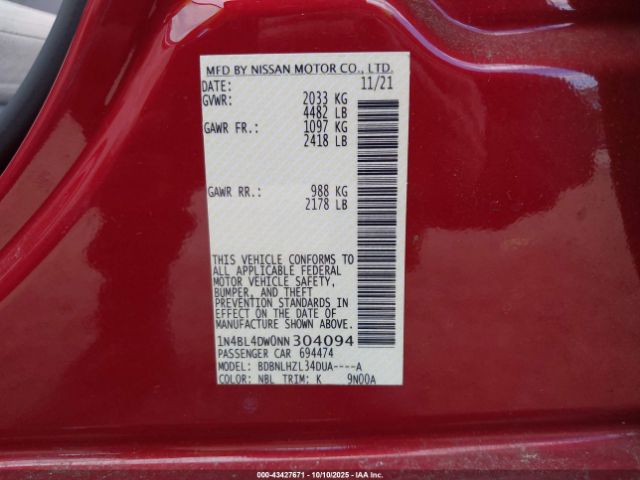 MFD BY NISSAN MOTOR CO., LTD.
DATE: 11/21
GVWR: 2033 KG
4482 LB
GAWR FR.: 1097 KG
2418 LB
GAWR RR.: 988 KG
2178 LB
THIS VEHICLE CONFORMS TO
ALL APPLICABLE FEDERAL
MOTOR VEHICLE SAFETY,
BUMPER, AND THEFT
PREVENTION STANDARDS IN
EFFECT ON THE DATE OF
MANUFACTURE SHOWN ABOVE.
1N4BL4DW0NN 304094
PASSENGER CAR 694474
MODEL: BDBNLHZL34DUA----A
COLOR: NBL TRIM: K 9N00A
000-43427671 - 10/10/2025 - IAA Inc.